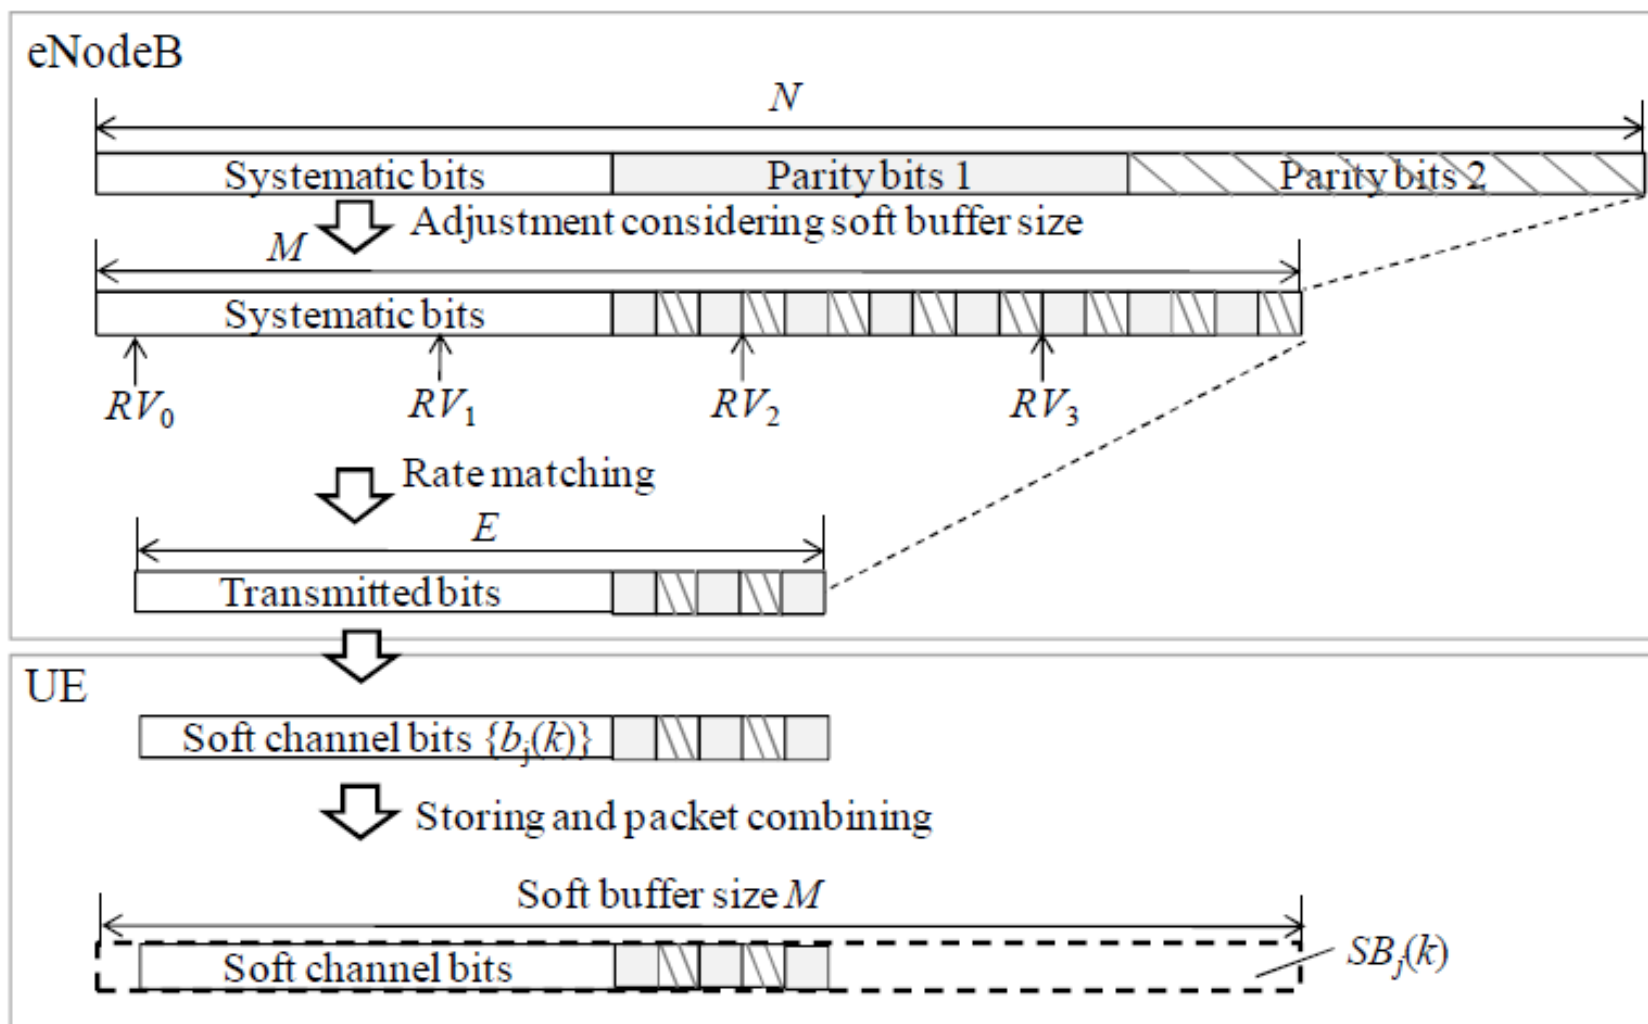 eNodeB
N
Systematic bits Parity bits 1 Parity bits 2
Adjustment considering soft buffer size
M
Systematic bits
RV0 RV1 RV2 RV3
Rate matching
E
Transmitted bits
UE
Soft channel bits {bj(k)}
Storing and packet combining
Soft buffer size M
Soft channel bits
SBj(k)